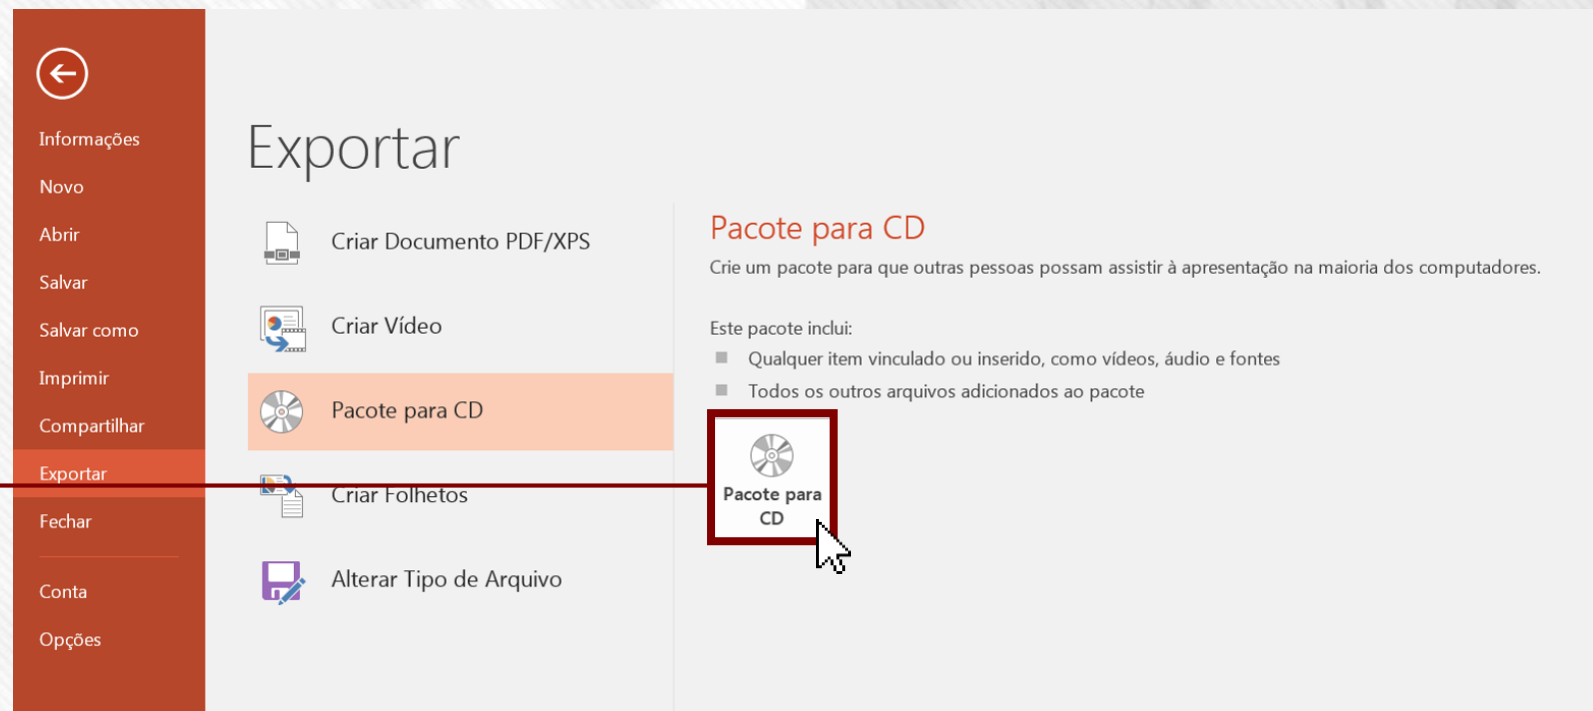 Informações
Novo
Abrir
Salvar
Salvar como
Imprimir
Compartilhar
Exportar
Fechar
Conta
Opções
Exportar
Criar Documento PDF/XPS
Criar Vídeo
Pacote para CD
Criar Folhetos
Alterar Tipo de Arquivo
Pacote para CD
Crie um pacote para que outras pessoas possam assistir à apresentação na maioria dos computadores.
Este pacote inclui:
Qualquer item vinculado ou inserido, como vídeos, áudio e fontes
Todos os outros arquivos adicionados ao pacote
Pacote para
CD